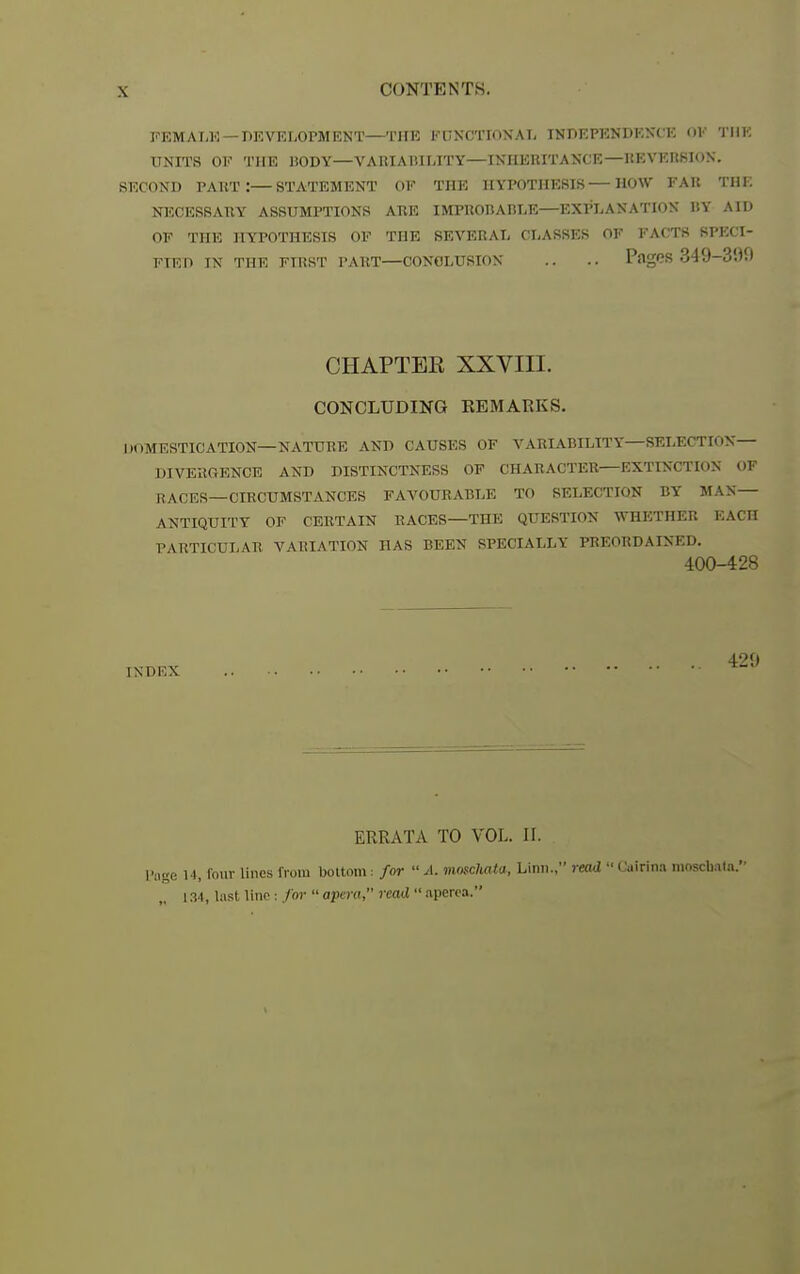 X CONTENTS.
FEMALE—DEVELOPMENT—THE FUNCTIONAL INDEPENDENCE OF THE
UNITS OF THE BODY—VARIABILITY—INHERITANCE—REVERSION.
SECOND PART:—STATEMENT OF THE HYPOTHESIS—HOW FAR THE
NECESSARY ASSUMPTIONS ARE IMPROBABLE—EXPLANATION BY AID
OF THE HYPOTHESIS OF THE SEVERAL CLASSES OF FACTS SPECI-
FIED IN THE FIRST PART—CONCLUSION .. .. Pages 349-399
CHAPTER XXVIII.
CONCLUDING REMARKS.
DOMESTICATION—NATURE AND CAUSES OF VARIABILITY—SELECTION—
DIVERGENCE AND DISTINCTNESS OF CHARACTER—EXTINCTION OF
RACES—CIRCUMSTANCES FAVOURABLE TO SELECTION BY MAN—
ANTIQUITY OF CERTAIN RACES—THE QUESTION WHETHER EACH
PARTICULAR VARIATION HAS BEEN SPECIALLY PREORDAINED.
400-428
INDEX .. .. .. .. .. .. .. .. .. .. .. .. 429
ERRATA TO VOL. II.
Page 14, four lines from bottom: for “A. moschata, Linn.,” read “Cairina moschata.”
„ 134, last line: for “apera,” read “aperea.”